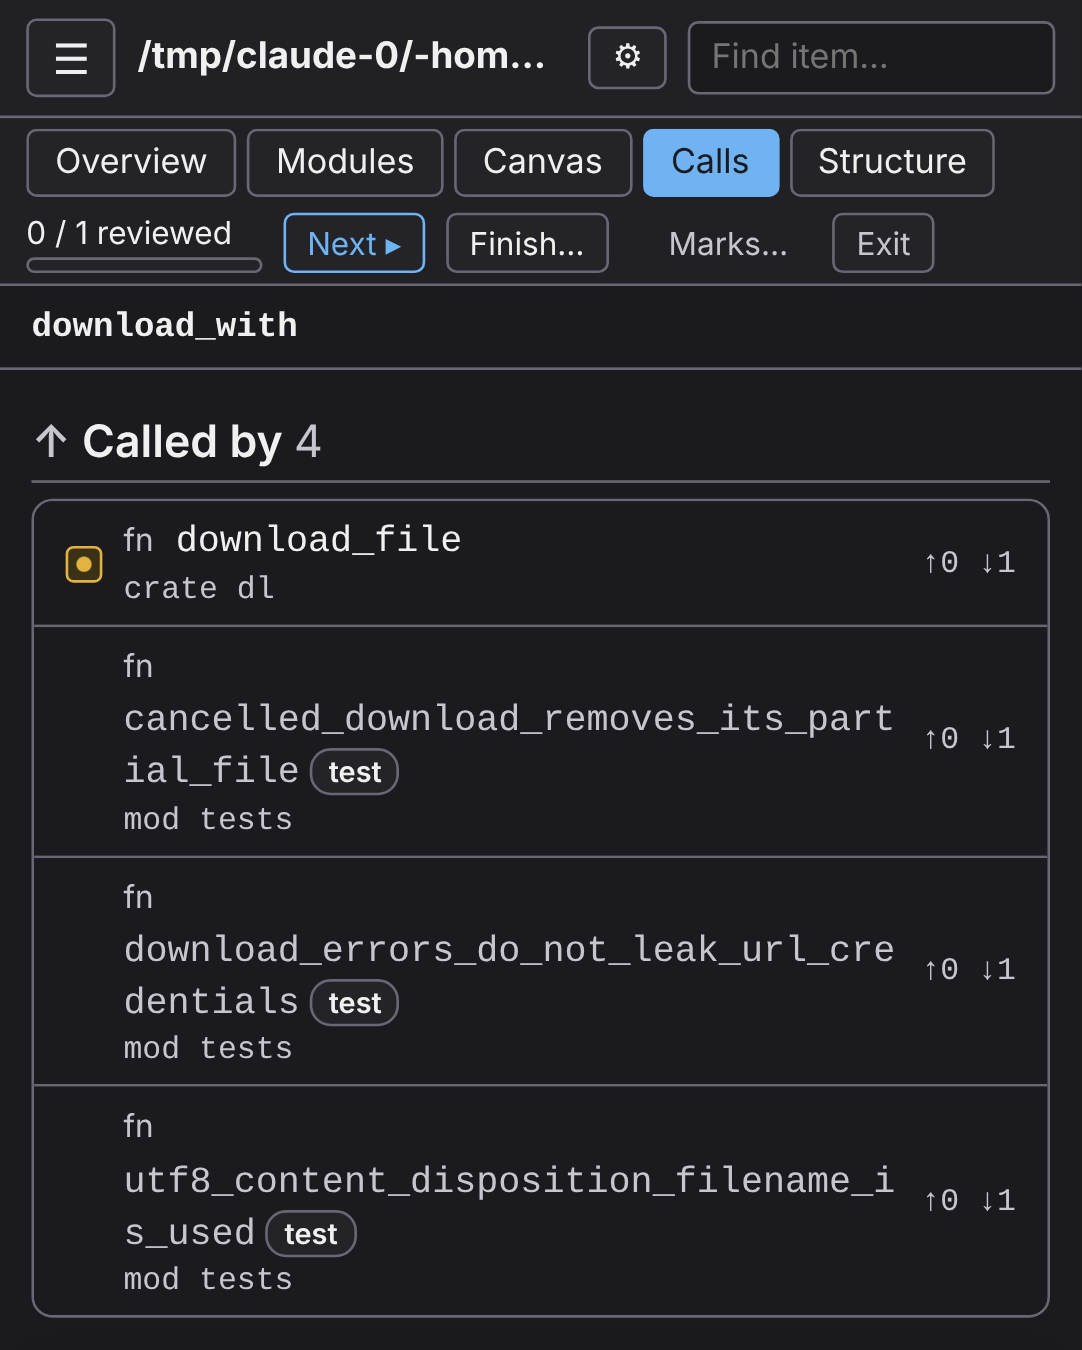 ☰ /tmp/claude-0/-hom... ⚙ Find item...
Overview Modules Canvas Calls Structure
0 / 1 reviewed Next ▸ Finish... Marks... Exit
download_with
↑ Called by 4
fn download_file
crate dl
↑0 ↓1
fn
cancelled_download_removes_its_part
ial_file test
mod tests
↑0 ↓1
fn
download_errors_do_not_leak_url_cre
dentials test
mod tests
↑0 ↓1
fn
utf8_content_disposition_filename_i
s_used test
mod tests
↑0 ↓1